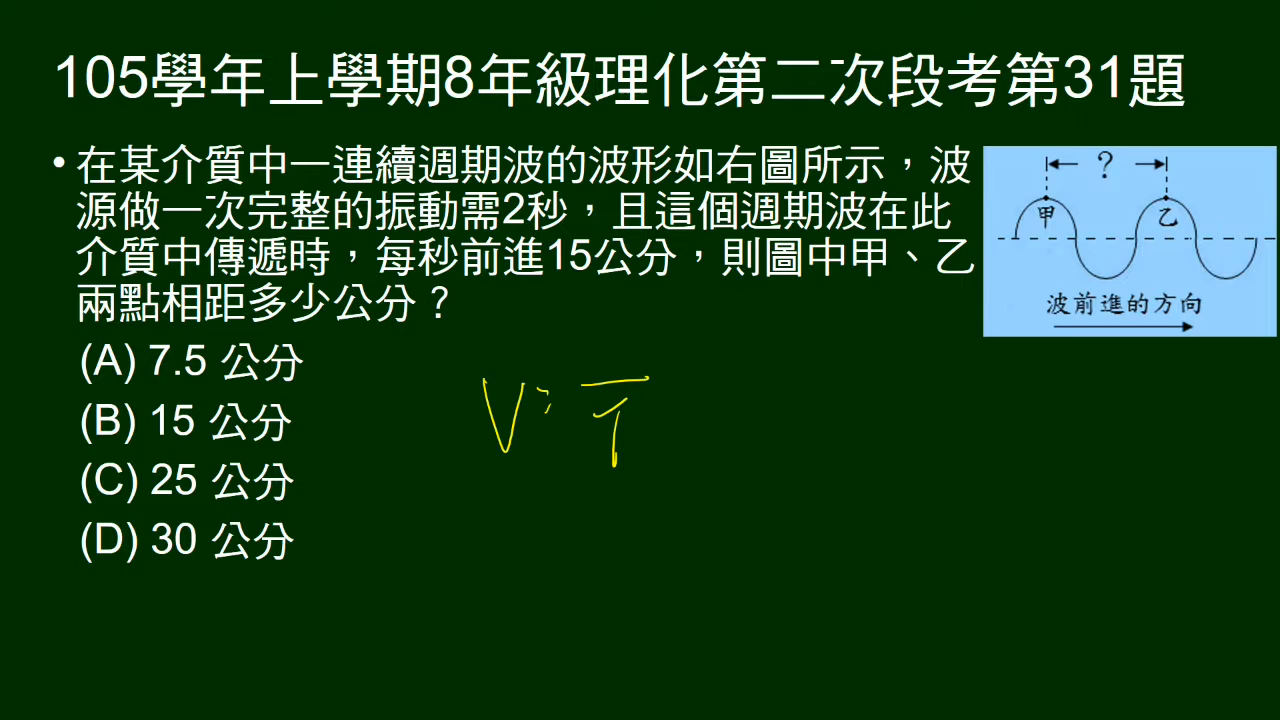 105學年上學期8年級理化第二次段考第31題
• 在某介質中一連續週期波的波形如右圖所示，波
源做一次完整的振動需2秒，且這個週期波在此
介質中傳遞時，每秒前進15公分，則圖中甲、乙
兩點相距多少公分？
(A) 7.5 公分
(B) 15 公分
(C) 25 公分
(D) 30 公分
?
甲 乙
波前進的方向
V = T